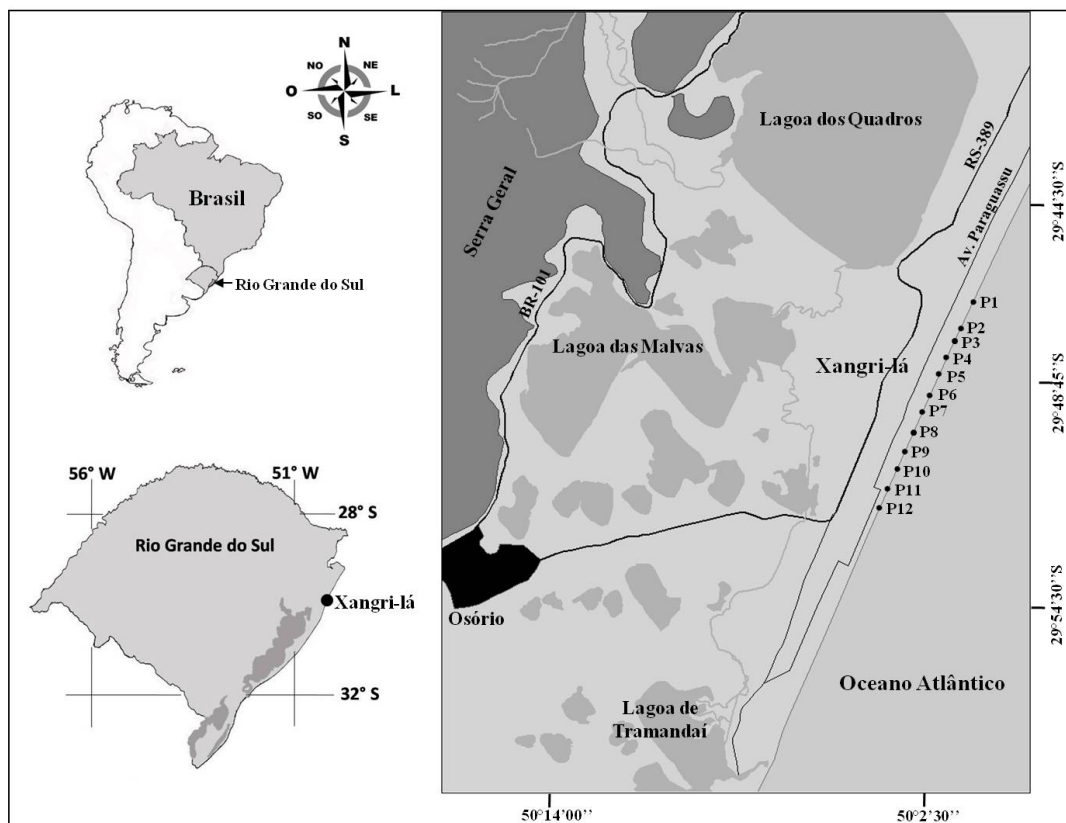 N
NO
NE
O
L
SO
SE
S
Brasil
Rio Grande do Sul
56° W
51° W
28° S
Rio Grande do Sul
Xangri-lá
32° S
Lagoa dos Quadros
RS-389
Av. Paraguassu
Serra Geral
BR-101
Lagoa das Malvas
Xangri-lá
P1
P2
P3
P4
P5
P6
P7
P8
P9
P10
P11
P12
Osório
Oceano Atlântico
Lagoa de
Tramandaí
29°44'30’’S
29°48'45’’S
29°54'30’’S
50°14'00’’
50°2'30’’